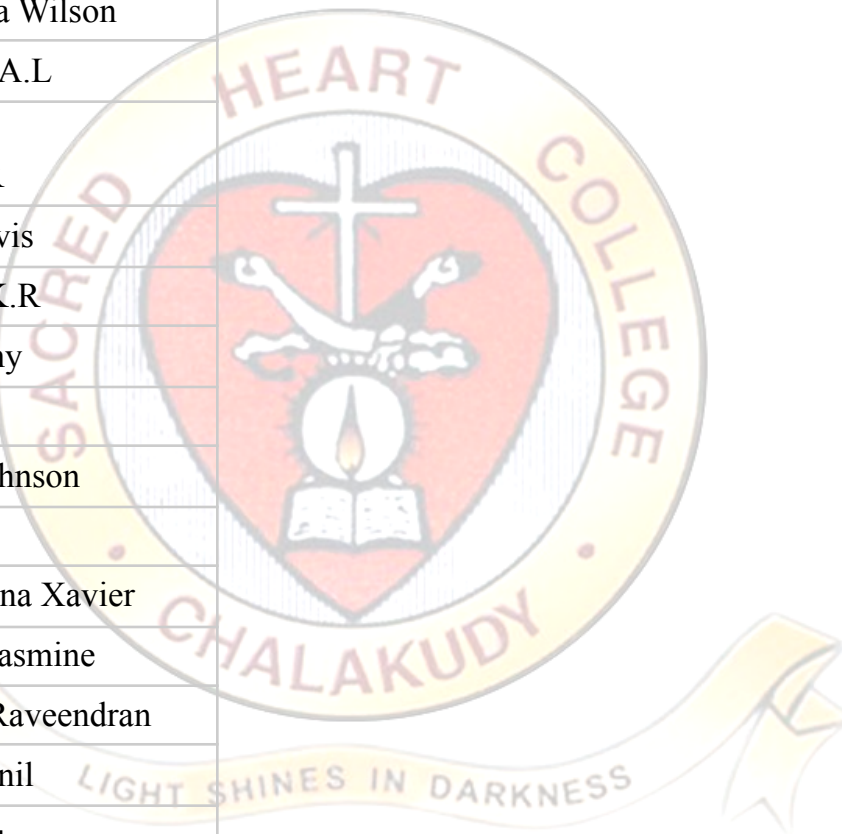 a Wilson
A.L
vis
K.R
ny
hnson
na Xavier
asmine
Raveendran
nil
SACRED HEART COLLEGE
CHALAKUDY
LIGHT SHINES IN DARKNESS